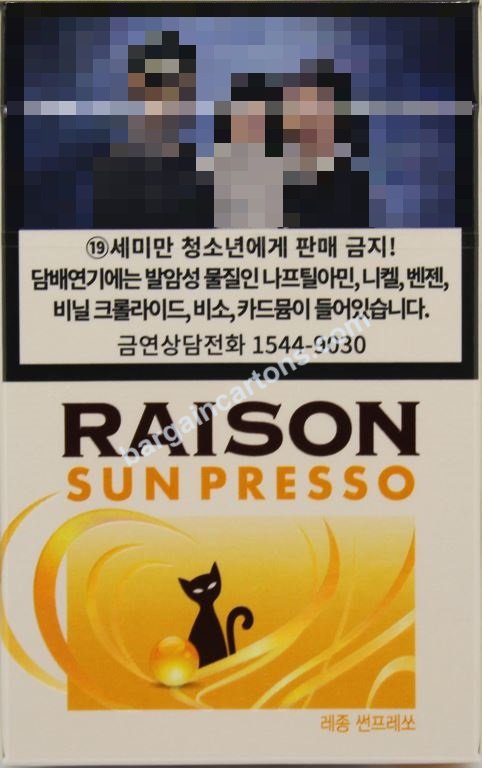 ⑲세미만 청소년에게 판매 금지!
담배연기에는 발암성 물질인 나프틸아민, 니켈, 벤젠,
비닐 크롤라이드, 비소, 카드뮴이 들어있습니다.
금연상담전화 1544-9030
bargaincartons.com
RAISON
SUN PRESSO
레종 썬프레쏘